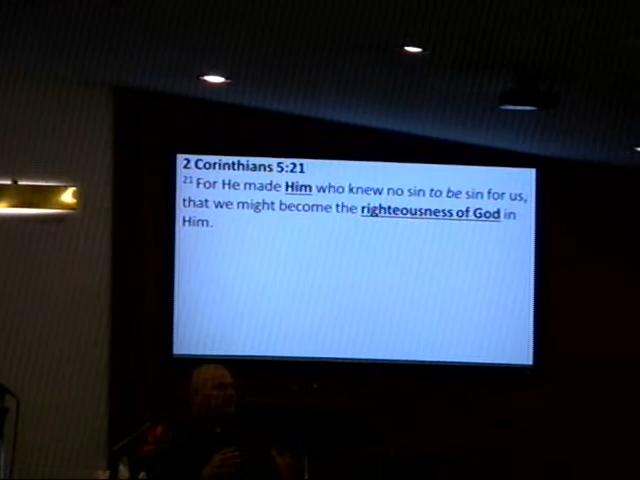 2 Corinthians 5:21
21 For He made Him who knew no sin to be sin for us,
that we might become the righteousness of God in
Him.